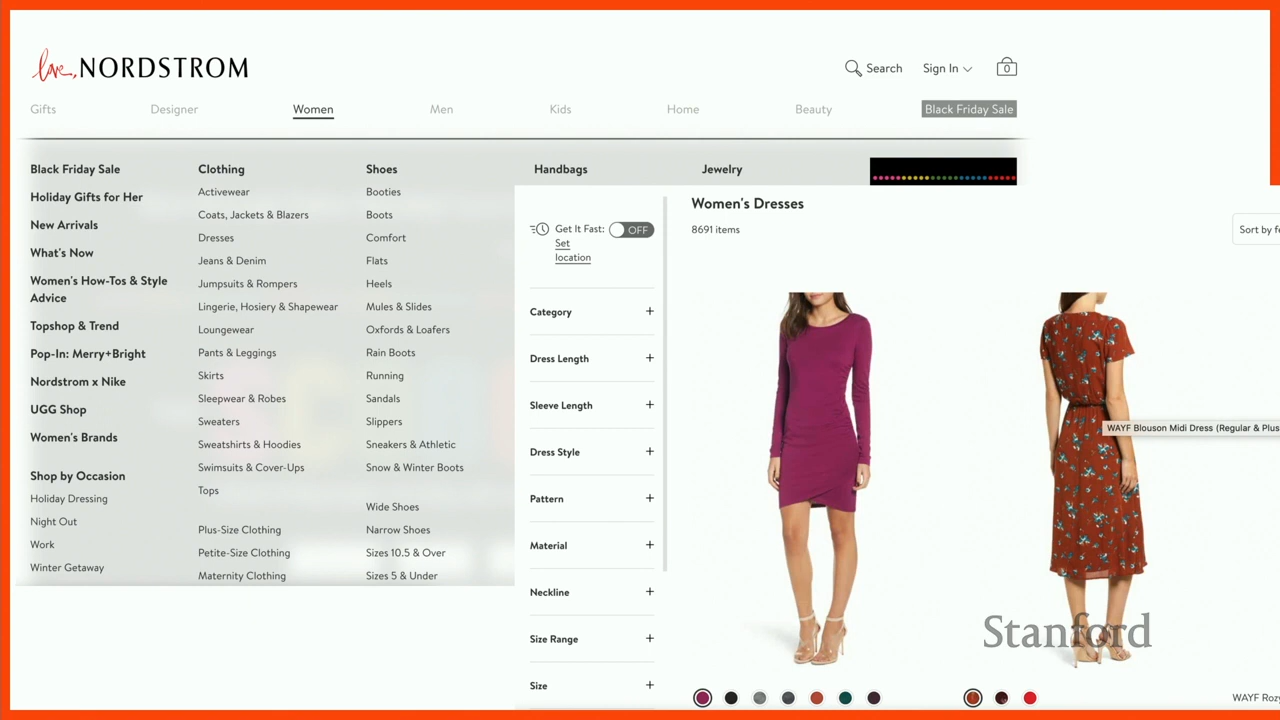 love, NORDSTROM
Search
Sign In
0
Gifts
Designer
Women
Men
Kids
Home
Beauty
Black Friday Sale
Black Friday Sale
Holiday Gifts for Her
New Arrivals
What's Now
Women's How-Tos & Style
Advice
Topshop & Trend
Pop-In: Merry+Bright
Nordstrom x Nike
UGG Shop
Women's Brands
Shop by Occasion
Holiday Dressing
Night Out
Work
Winter Getaway
Clothing
Activewear
Coats, Jackets & Blazers
Dresses
Jeans & Denim
Jumpsuits & Rompers
Lingerie, Hosiery & Shapewear
Loungewear
Pants & Leggings
Skirts
Sleepwear & Robes
Sweaters
Sweatshirts & Hoodies
Swimsuits & Cover-Ups
Tops
Plus-Size Clothing
Petite-Size Clothing
Maternity Clothing
Shoes
Booties
Boots
Comfort
Flats
Heels
Mules & Slides
Oxfords & Loafers
Rain Boots
Running
Sandals
Slippers
Sneakers & Athletic
Snow & Winter Boots
Wide Shoes
Narrow Shoes
Sizes 10.5 & Over
Sizes 5 & Under
Handbags
Jewelry
Get It Fast:
Set
location
OFF
Category
Dress Length
Sleeve Length
Dress Style
Pattern
Material
Neckline
Size Range
Size
Women's Dresses
8691 items
Sort by fe
WAYF Blouson Midi Dress (Regular & Plus
Stanford
WAYF Rozy